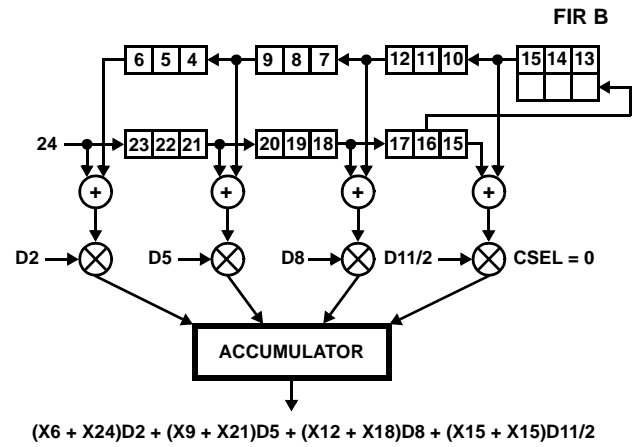 FIR B
6 5 4 9 8 7 12 11 10 15 14 13
24 23 22 21 20 19 18 17 16 15
+ + + +
D2 D5 D8 D11/2 CSEL = 0
ACCUMULATOR
(X6 + X24)D2 + (X9 + X21)D5 + (X12 + X18)D8 + (X15 + X15)D11/2